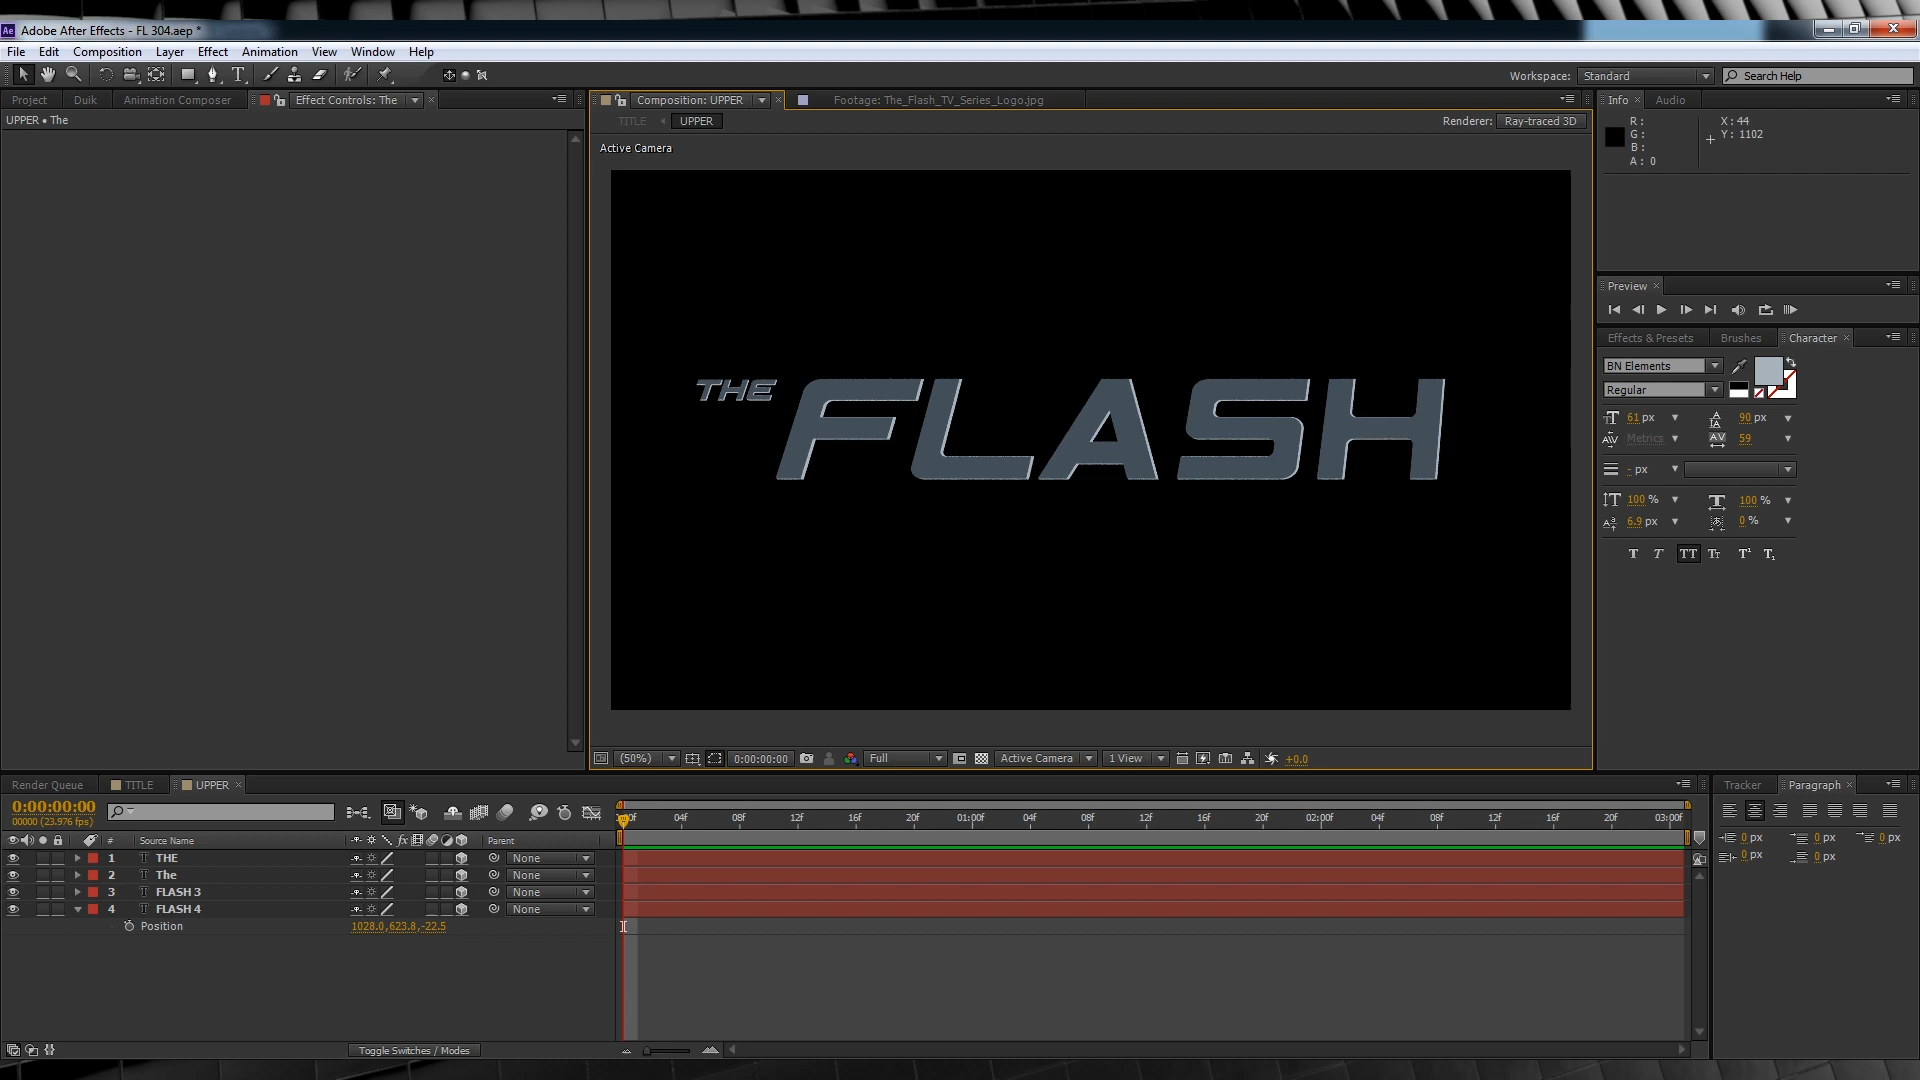 Ae Adobe After Effects - FL 304.aep *
File Edit Composition Layer Effect Animation View Window Help
Workspace: Standard Search Help
Project Duik Animation Composer Effect Controls: The
Composition: UPPER Footage: The_Flash_TV_Series_Logo.jpg
Info Audio
UPPER • The
TITLE UPPER Renderer: Ray-traced 3D
Active Camera
R :
G :
B :
A : 0
X : 44
Y : 1102
Preview
Effects & Presets Brushes Character
BN Elements
Regular
61 px 90 px
Metrics 59
- px
100 % 100 %
6.9 px 0 %
T T TT Tt T¹ T₁
THE FLASH
(50%) 0:00:00:00 Full Active Camera 1 View +0.0
Render Queue TITLE UPPER
0:00:00:00
00000 (23.976 fps)
04f 08f 12f 16f 20f 01:00f 04f 08f 12f 16f 20f 02:00f 04f 08f 12f 16f 20f 03:00f
# Source Name fx Parent
1 T THE None
2 T The None
3 T FLASH 3 None
4 T FLASH 4 None
Position 1028.0,623.8,-22.5
Toggle Switches / Modes
Tracker Paragraph
0 px 0 px 0 px
0 px 0 px